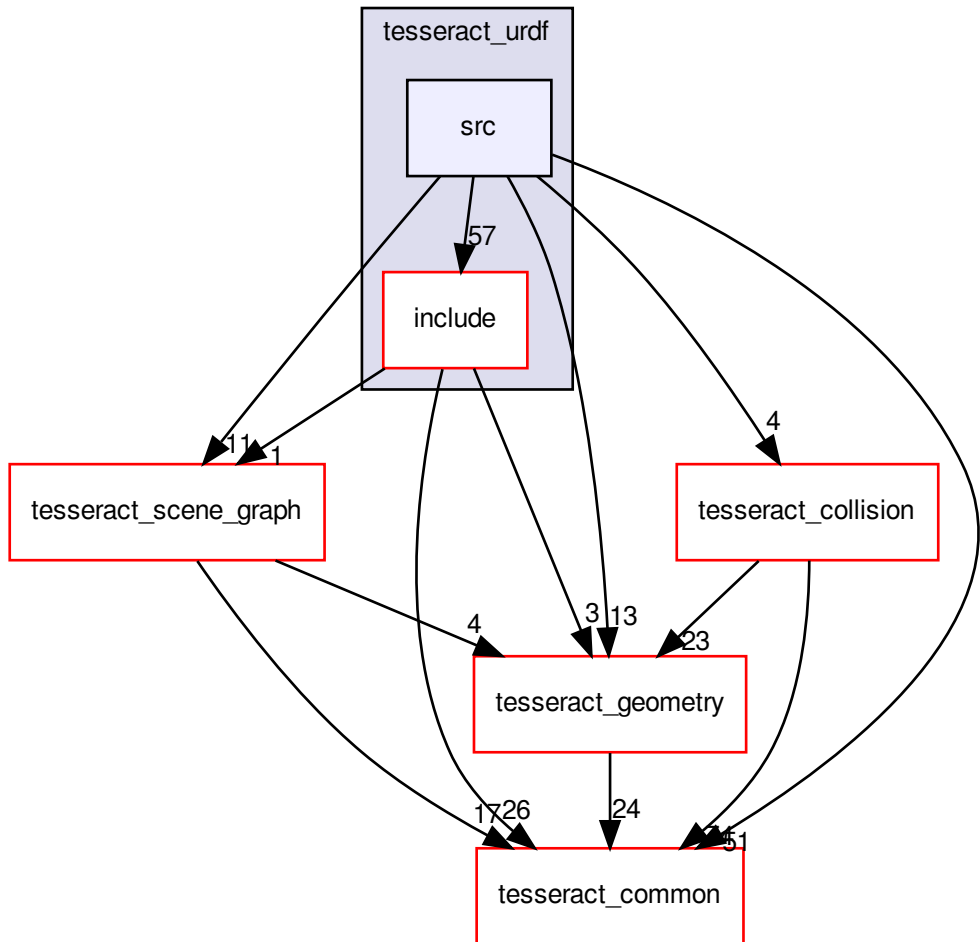 tesseract_urdf
src
57
include
11
1
4
tesseract_scene_graph
tesseract_collision
4
3
13
23
tesseract_geometry
17
26
24
51
tesseract_common